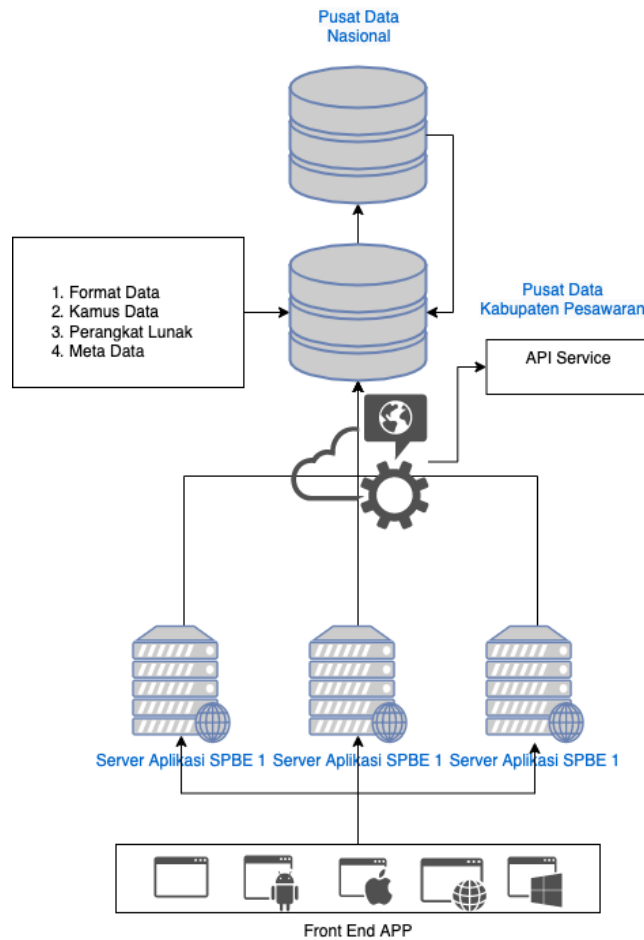 Pusat Data
Nasional
1. Format Data
2. Kamus Data
3. Perangkat Lunak
4. Meta Data
Pusat Data
Kabupaten Pesawaran
API Service
Server Aplikasi SPBE 1
Server Aplikasi SPBE 1
Server Aplikasi SPBE 1
Front End APP